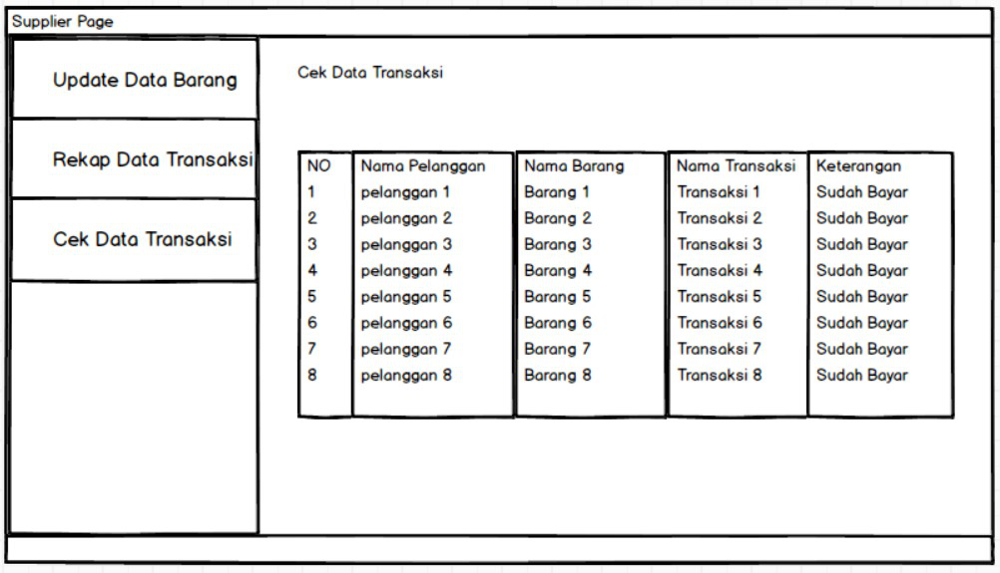 Supplier Page
Update Data Barang
Rekap Data Transaksi
Cek Data Transaksi
Cek Data Transaksi
NO Nama Pelanggan Nama Barang Nama Transaksi Keterangan
1 pelanggan 1 Barang 1 Transaksi 1 Sudah Bayar
2 pelanggan 2 Barang 2 Transaksi 2 Sudah Bayar
3 pelanggan 3 Barang 3 Transaksi 3 Sudah Bayar
4 pelanggan 4 Barang 4 Transaksi 4 Sudah Bayar
5 pelanggan 5 Barang 5 Transaksi 5 Sudah Bayar
6 pelanggan 6 Barang 6 Transaksi 6 Sudah Bayar
7 pelanggan 7 Barang 7 Transaksi 7 Sudah Bayar
8 pelanggan 8 Barang 8 Transaksi 8 Sudah Bayar